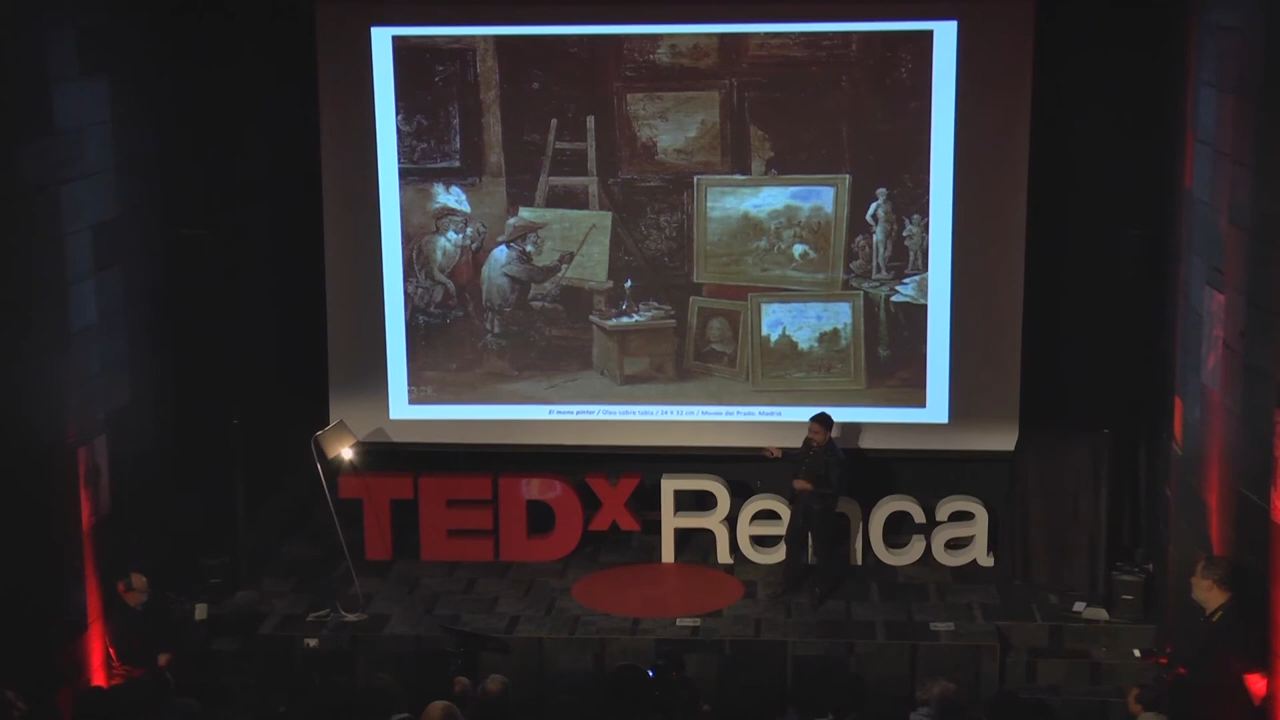 El mono pintor / Óleo sobre tabla / 24 X 32 cm / Museo del Prado. Madrid
TEDx Renca